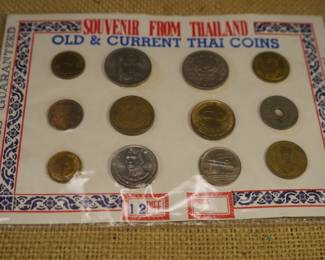 SOUVENIR FROM THAILAND
OLD & CURRENT THAI COINS
GUARANTEED
12